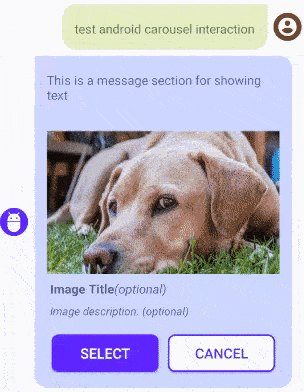 test android carousel interaction
This is a message section for showing
text
Image Title(optional)
Image description. (optional)
SELECT CANCEL